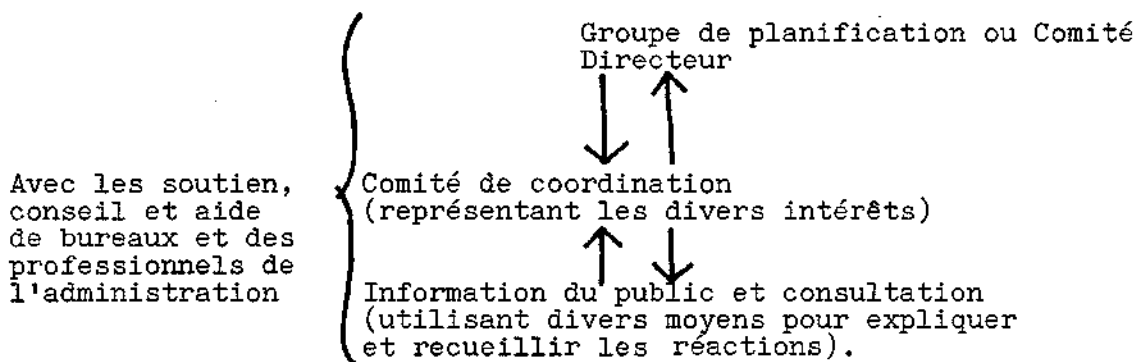 Groupe de planification ou Comité
Directeur
Avec les soutien,
conseil et aide
de bureaux et des
professionnels de
l'administration
Comité de coordination
(représentant les divers intérêts)
Information du public et consultation
(utilisant divers moyens pour expliquer
et recueillir les réactions).